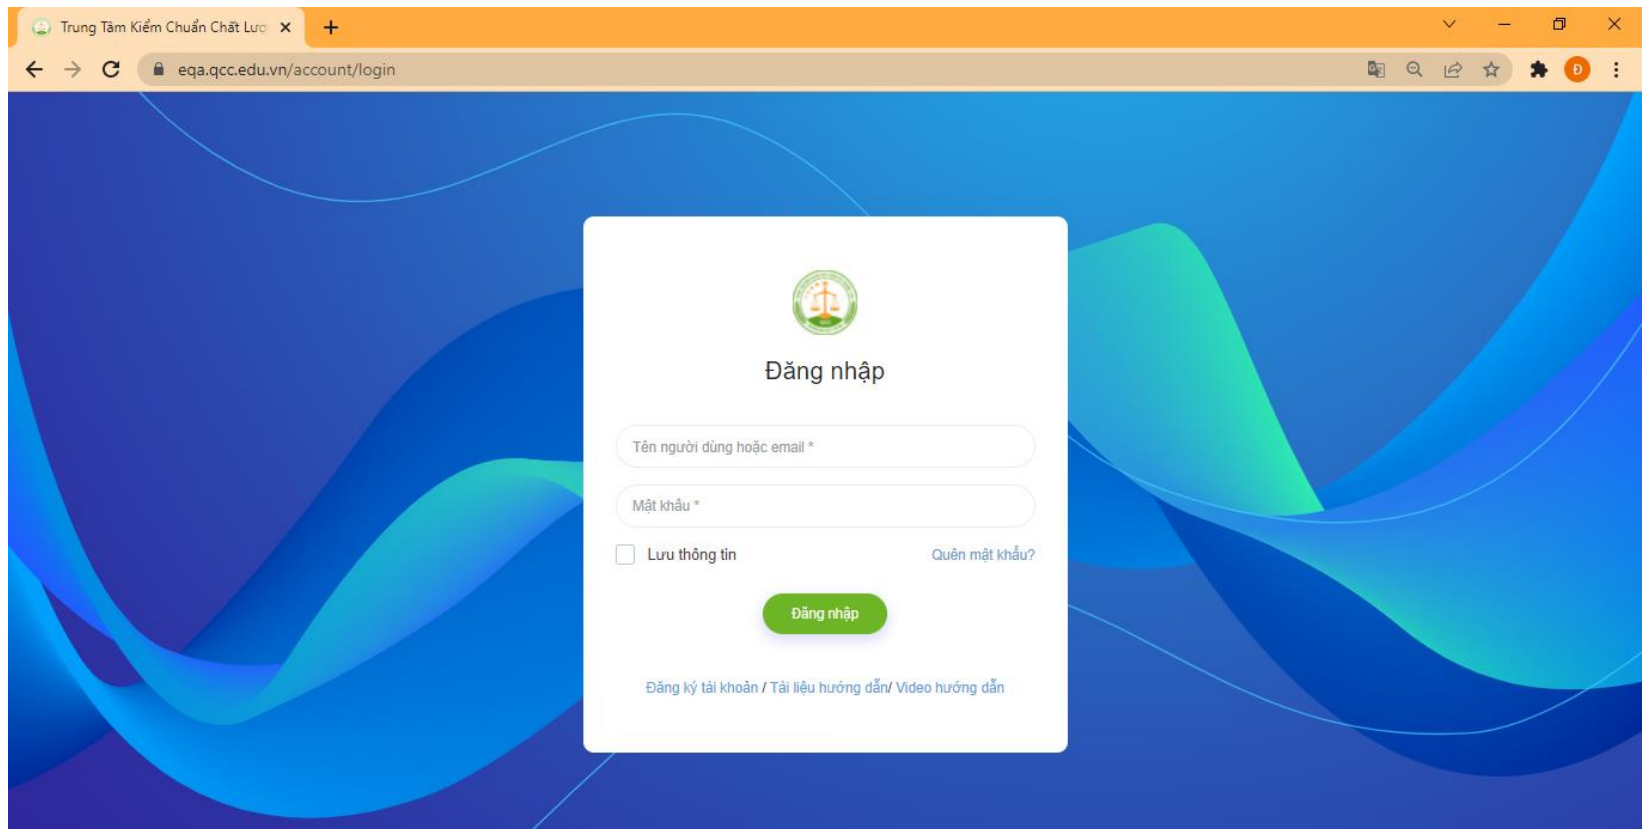 Trung Tâm Kiểm Chuẩn Chất Lượ
eqa.qcc.edu.vn/account/login
Đ
Đăng nhập
Tên người dùng hoặc email *
Mật khẩu *
Lưu thông tin
Quên mật khẩu?
Đăng nhập
Đăng ký tài khoản / Tài liệu hướng dẫn/ Video hướng dẫn